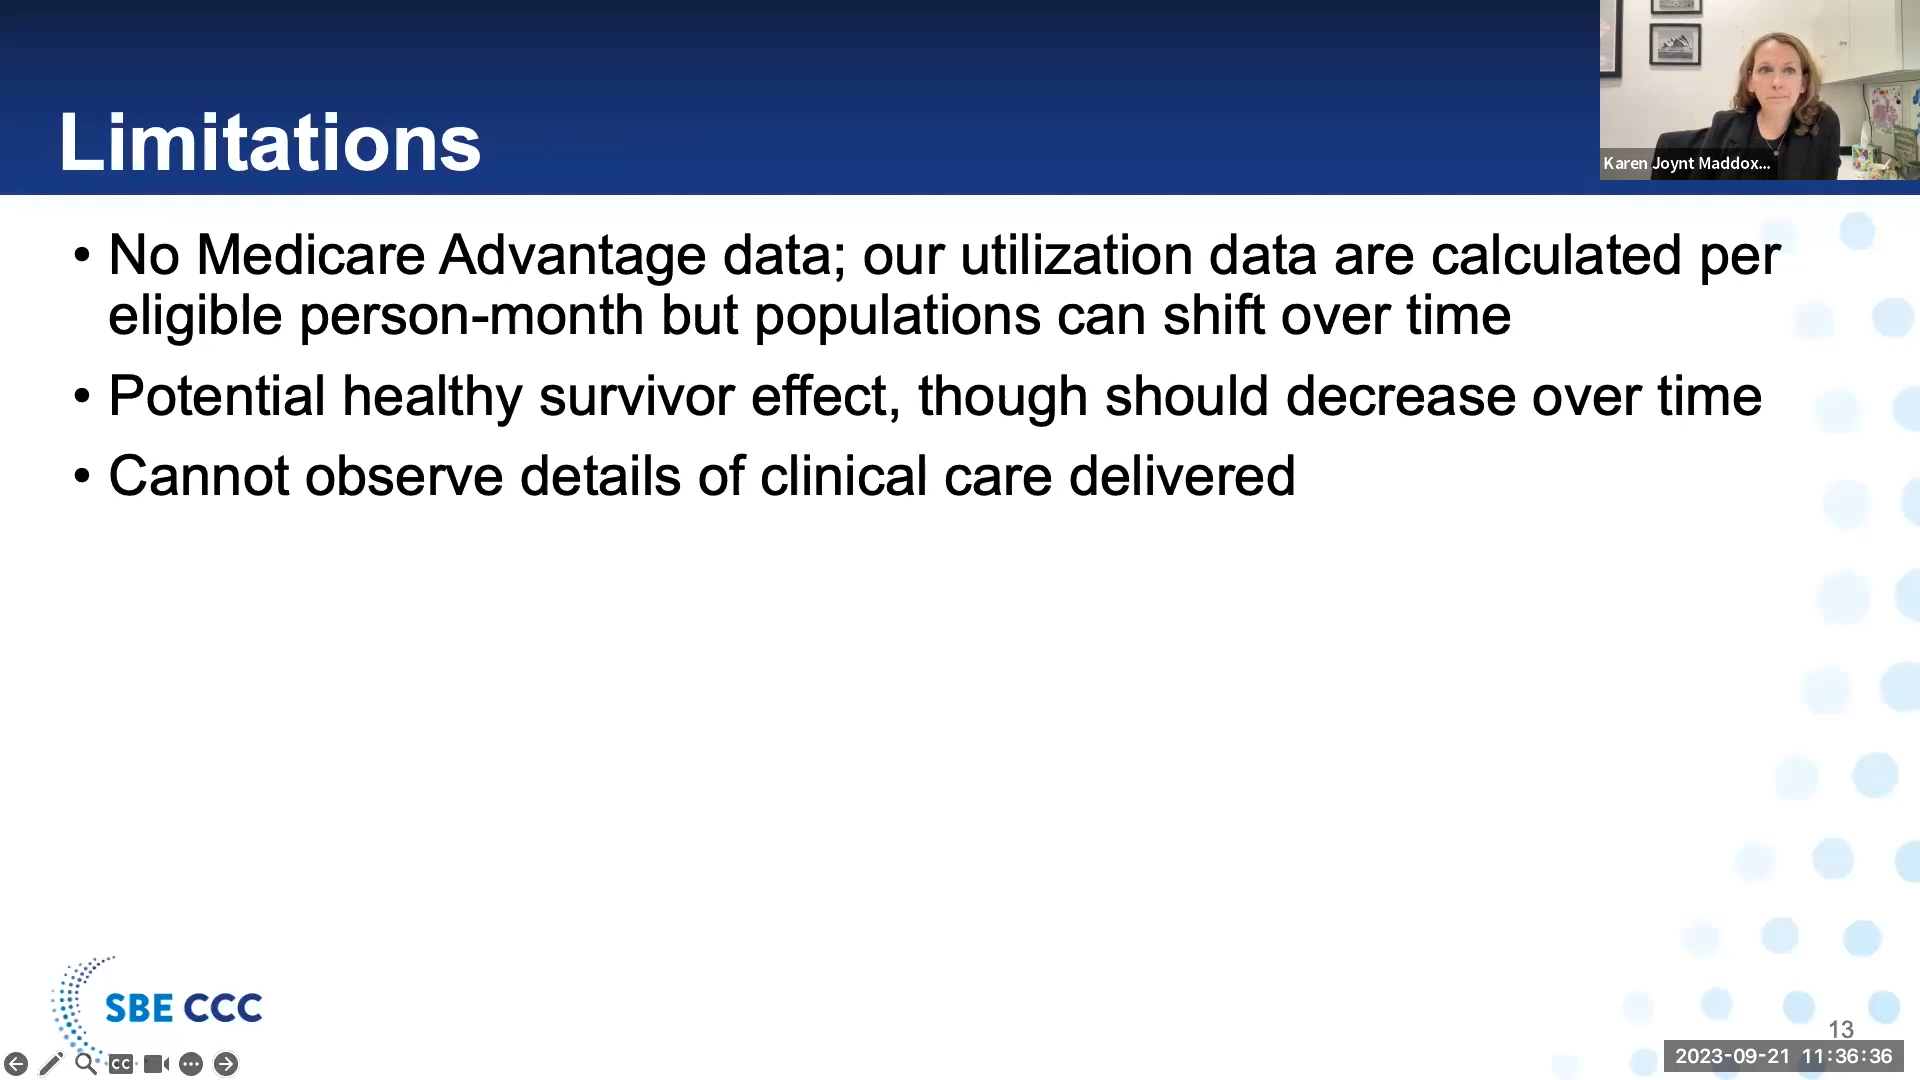 Limitations
Karen Joynt Maddox...
• No Medicare Advantage data; our utilization data are calculated per
eligible person-month but populations can shift over time
• Potential healthy survivor effect, though should decrease over time
• Cannot observe details of clinical care delivered
SBE CCC
13
CC
2023-09-21 11:36:36